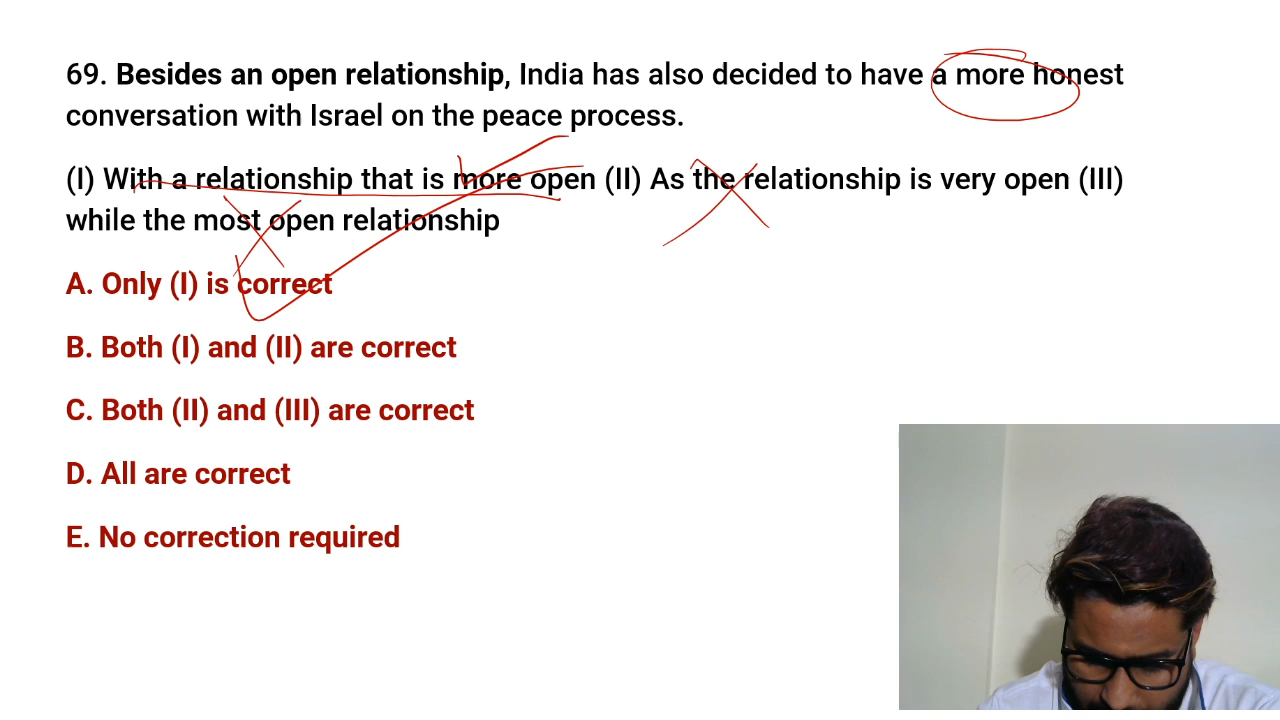 69. Besides an open relationship, India has also decided to have a more honest
conversation with Israel on the peace process.
(I) With a relationship that is more open (II) As the relationship is very open (III)
while the most open relationship
A. Only (I) is correct
B. Both (I) and (II) are correct
C. Both (II) and (III) are correct
D. All are correct
E. No correction required